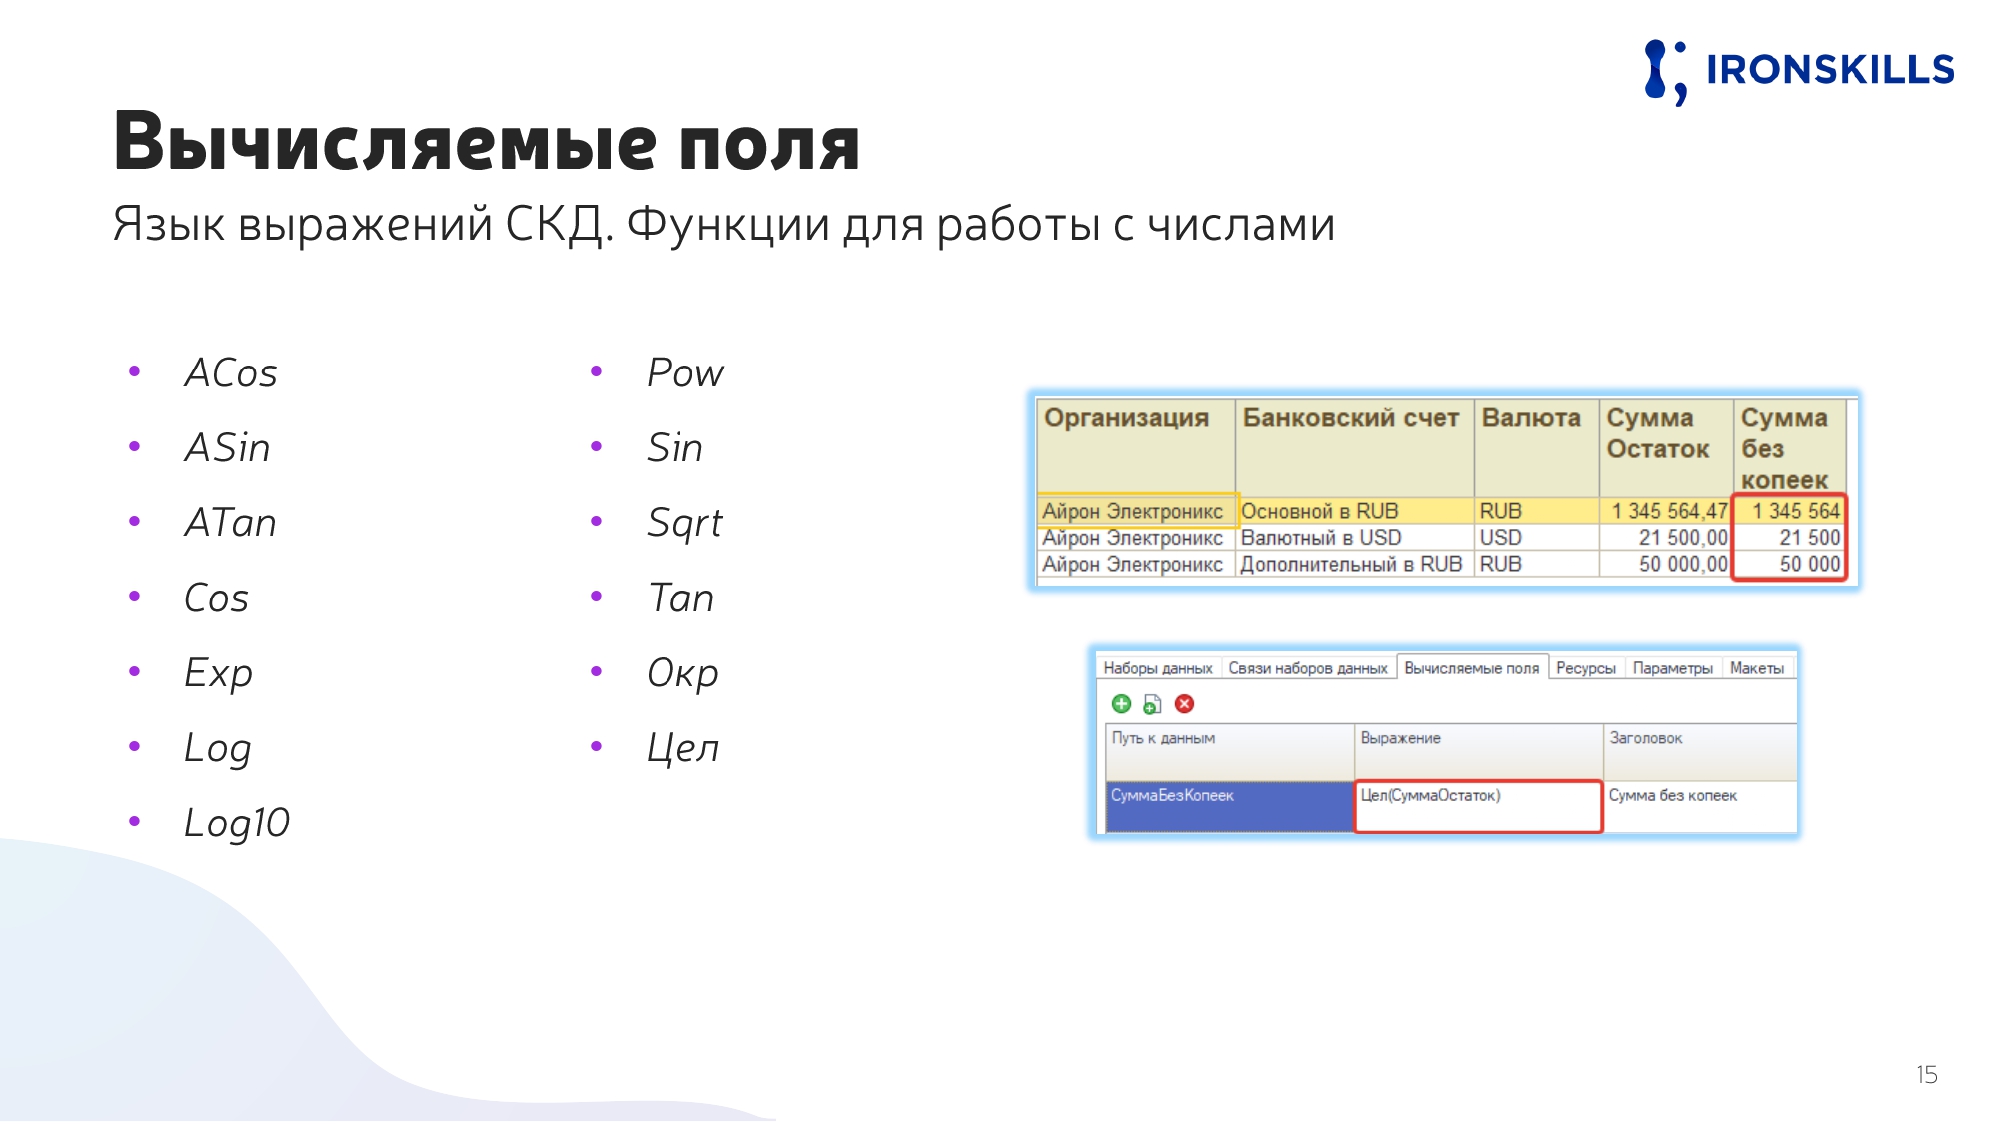 IRONSKILLS
Вычисляемые поля
Язык выражений СКД. Функции для работы с числами
• ACos
• ASin
• ATan
• Cos
• Exp
• Log
• Log10
• Pow
• Sin
• Sqrt
• Tan
• Окр
• Цел
Организация Банковский счет Валюта Сумма Остаток Сумма без копеек
Айрон Электроникс Основной в RUB RUB 1 345 564,47 1 345 564
Айрон Электроникс Валютный в USD USD 21 500,00 21 500
Айрон Электроникс Дополнительный в RUB RUB 50 000,00 50 000
Наборы данных Связи наборов данных Вычисляемые поля Ресурсы Параметры Макеты
Путь к данным Выражение Заголовок
СуммаБезКопеек Цел(СуммаОстаток) Сумма без копеек
15